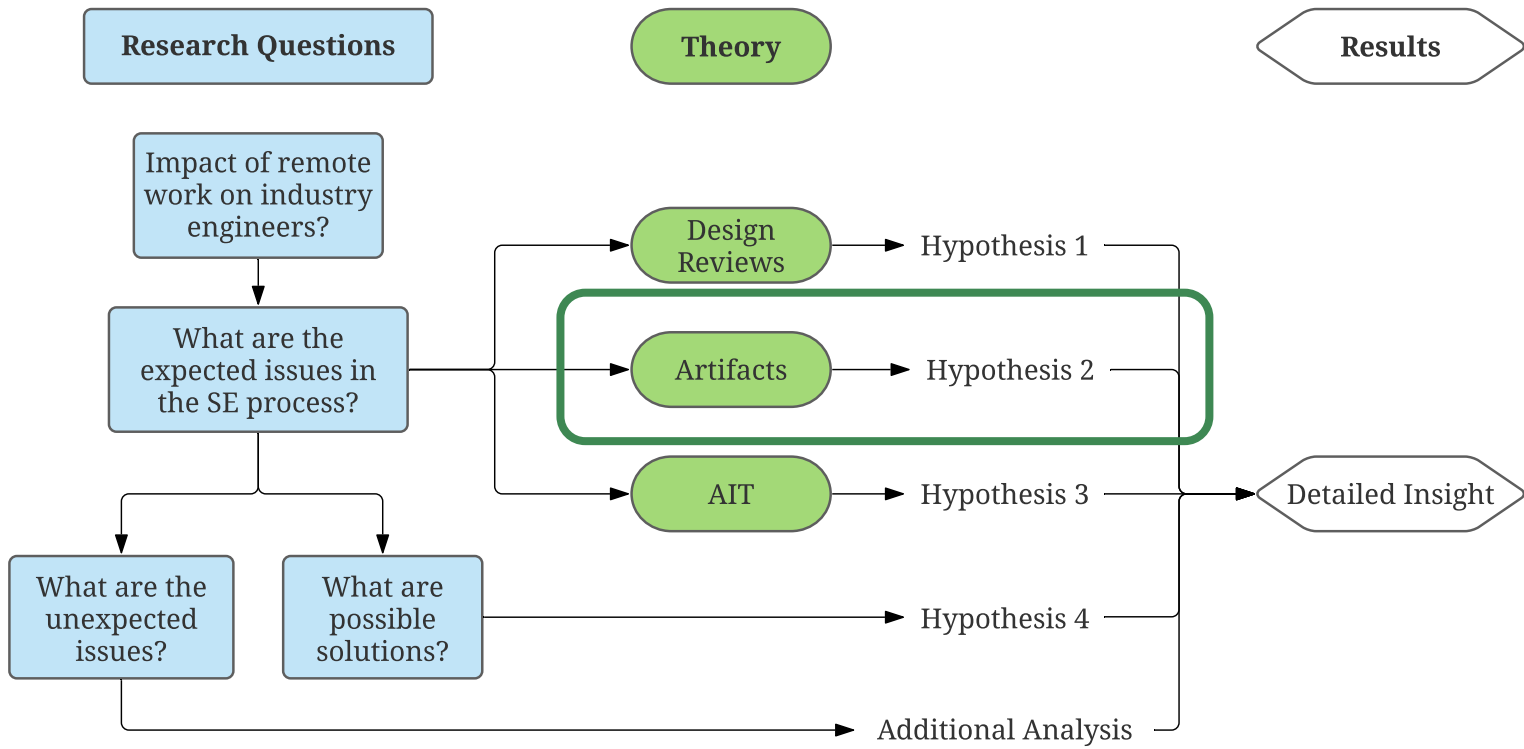 Research Questions
Theory
Results
Impact of remote
work on industry
engineers?
Design
Reviews
Hypothesis 1
What are the
expected issues in
the SE process?
Artifacts
Hypothesis 2
AIT
Hypothesis 3
Detailed Insight
What are the
unexpected
issues?
What are
possible
solutions?
Hypothesis 4
Additional Analysis